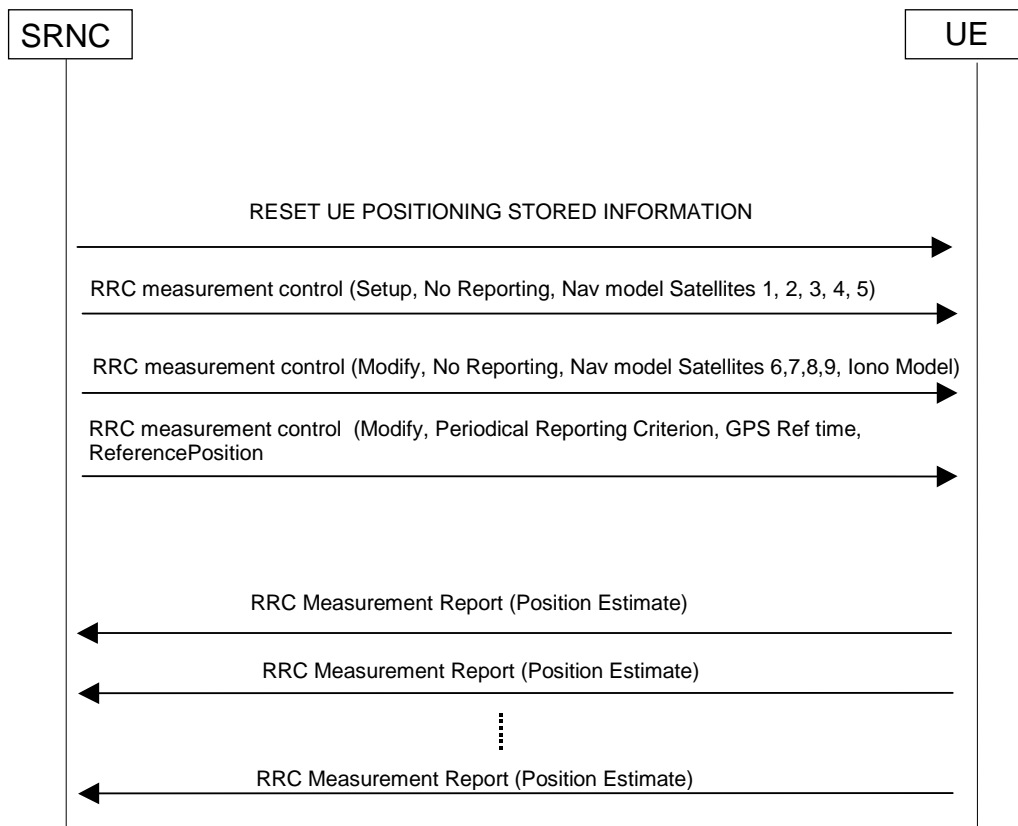 SRNC
UE
RESET UE POSITIONING STORED INFORMATION
RRC measurement control (Setup, No Reporting, Nav model Satellites 1, 2, 3, 4, 5)
RRC measurement control (Modify, No Reporting, Nav model Satellites 6,7,8,9, Iono Model)
RRC measurement control (Modify, Periodical Reporting Criterion, GPS Ref time,
ReferencePosition
RRC Measurement Report (Position Estimate)
RRC Measurement Report (Position Estimate)
RRC Measurement Report (Position Estimate)